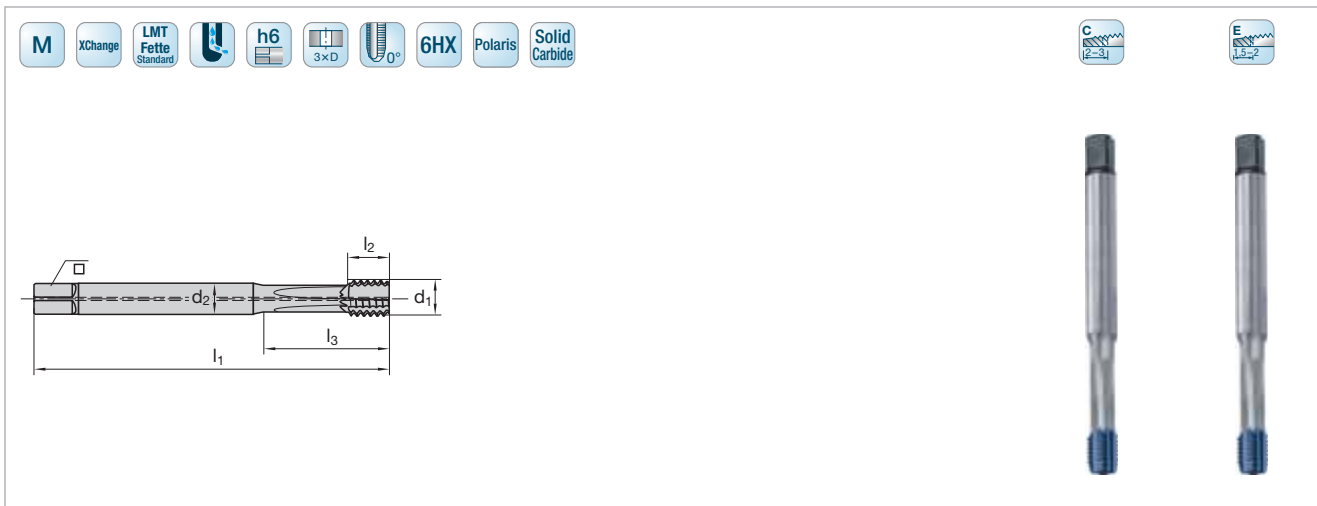 M
XChange
LMT
Fette
Standard
h6
3×D
0°
6HX
Polaris
Solid
Carbide
C
2–3
E
1,5–2
l2
d2
d1
l3
l1